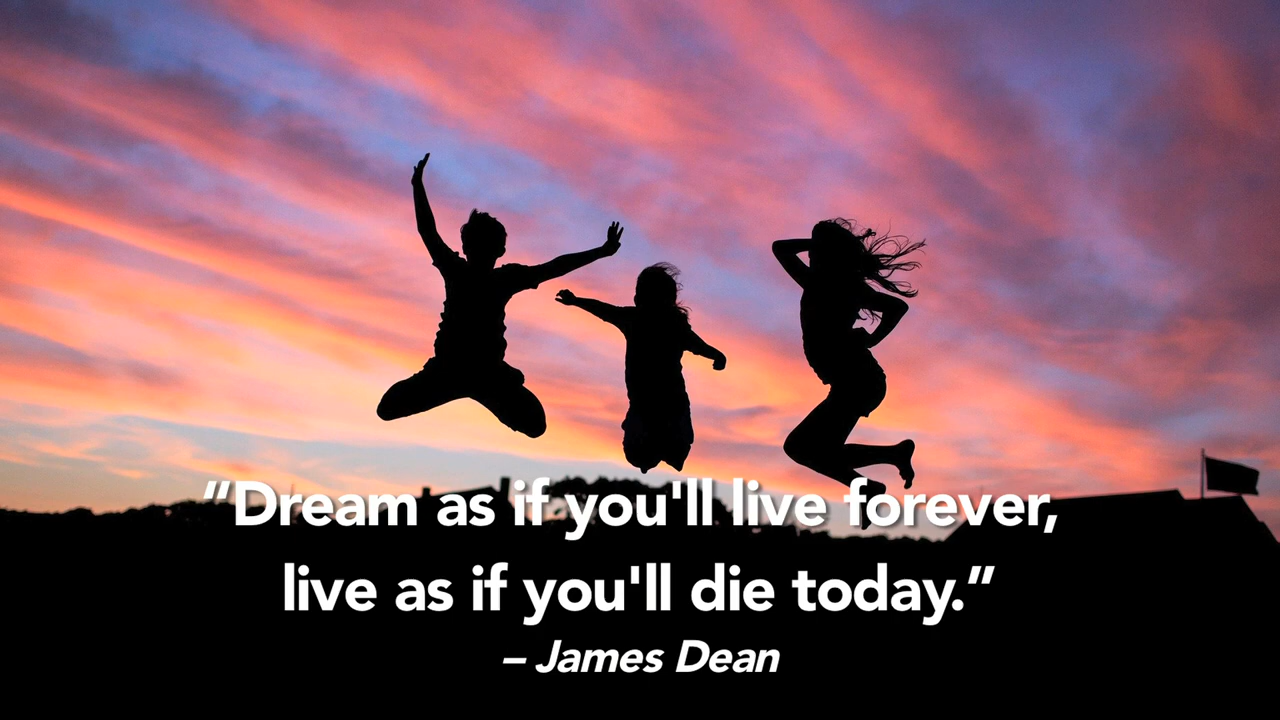 "Dream as if you'll live forever,
live as if you'll die today."
– James Dean